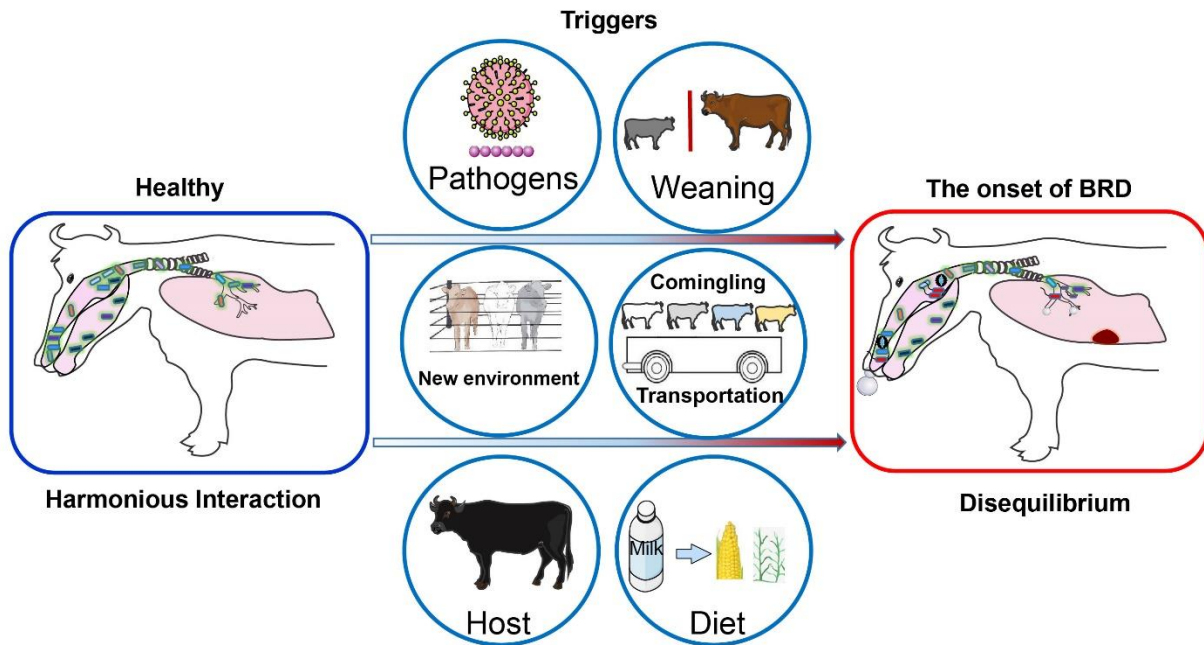 Triggers
Pathogens
Weaning
Healthy
The onset of BRD
Comingling
New environment
Transportation
Harmonious Interaction
Disequilibrium
Milk
Host
Diet